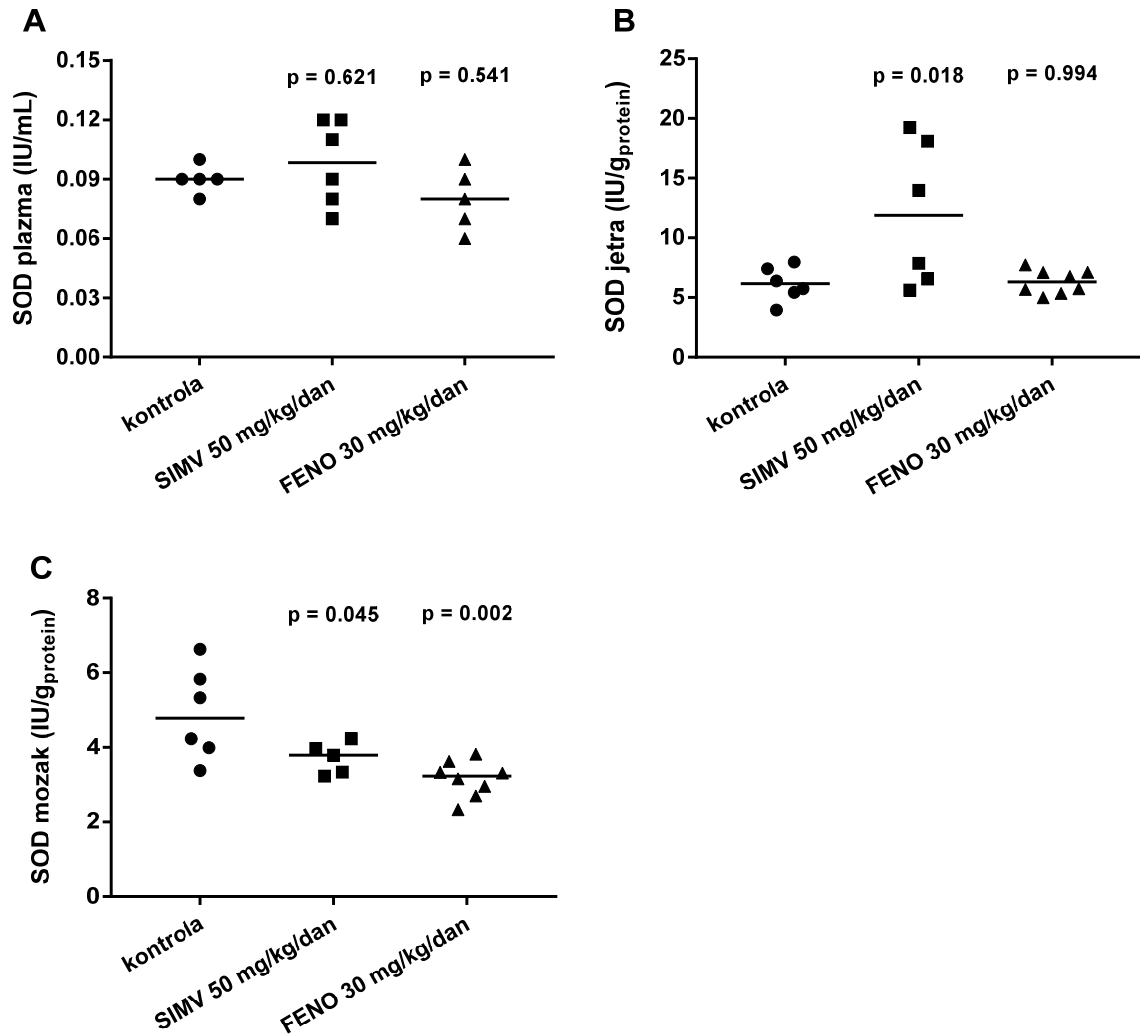 A
SOD plazma (IU/mL)
0.15
0.12
0.09
0.06
0.03
0.00
p = 0.621
p = 0.541
kontrola
SIMV 50 mg/kg/dan
FENO 30 mg/kg/dan
B
SOD jetra (IU/gprotein)
25
20
15
10
5
0
p = 0.018
p = 0.994
kontrola
SIMV 50 mg/kg/dan
FENO 30 mg/kg/dan
C
SOD mozak (IU/gprotein)
8
6
4
2
0
p = 0.045
p = 0.002
kontrola
SIMV 50 mg/kg/dan
FENO 30 mg/kg/dan